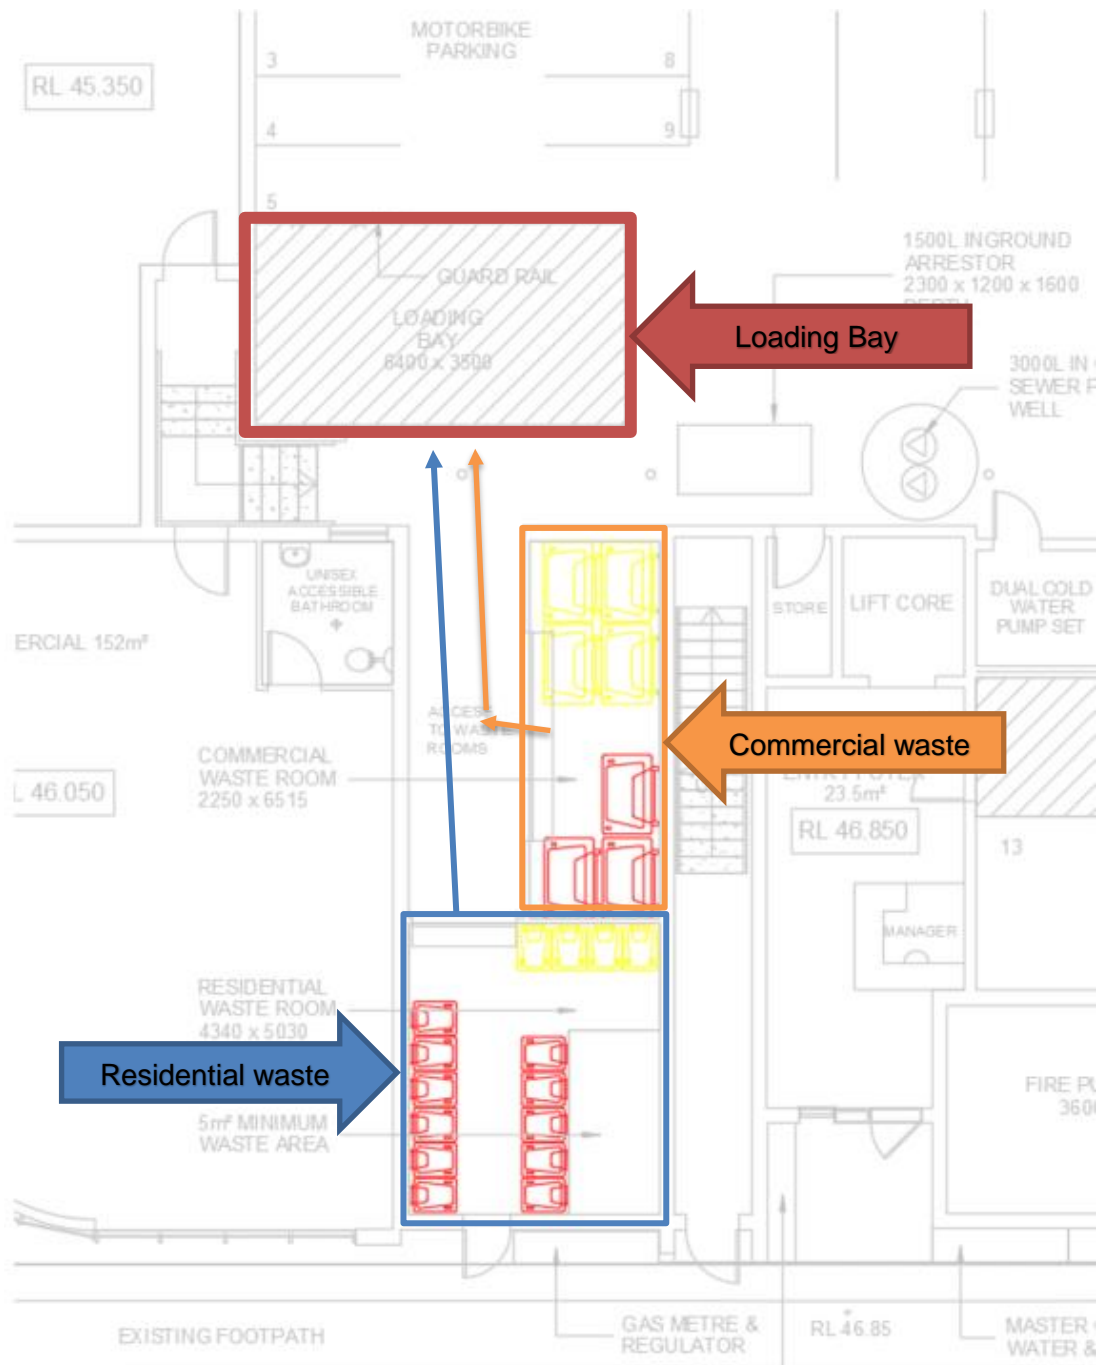 MOTORBIKE
PARKING
3
8
RL 45.350
4
9
5
1500L INGROUND
ARRESTOR
2300 x 1200 x 1600
GUARD RAIL
LOADING
BAY
6400 x 3500
Loading Bay
3000L IN
SEWER P
WELL
UNISEX
ACCESSIBLE
BATHROOM
STORE
LIFT CORE
DUAL COLD
WATER
PUMP SET
ERCIAL 152m²
ACCESS
TO WASTE
ROOMS
Commercial waste
COMMERCIAL
WASTE ROOM
2250 x 6515
L 46.050
23.5m²
RL 46.850
13
MANAGER
RESIDENTIAL
WASTE ROOM
4340 x 5030
Residential waste
5m² MINIMUM
WASTE AREA
FIRE PU
360
EXISTING FOOTPATH
GAS METRE &
REGULATOR
RL 46.85
MASTER
WATER &